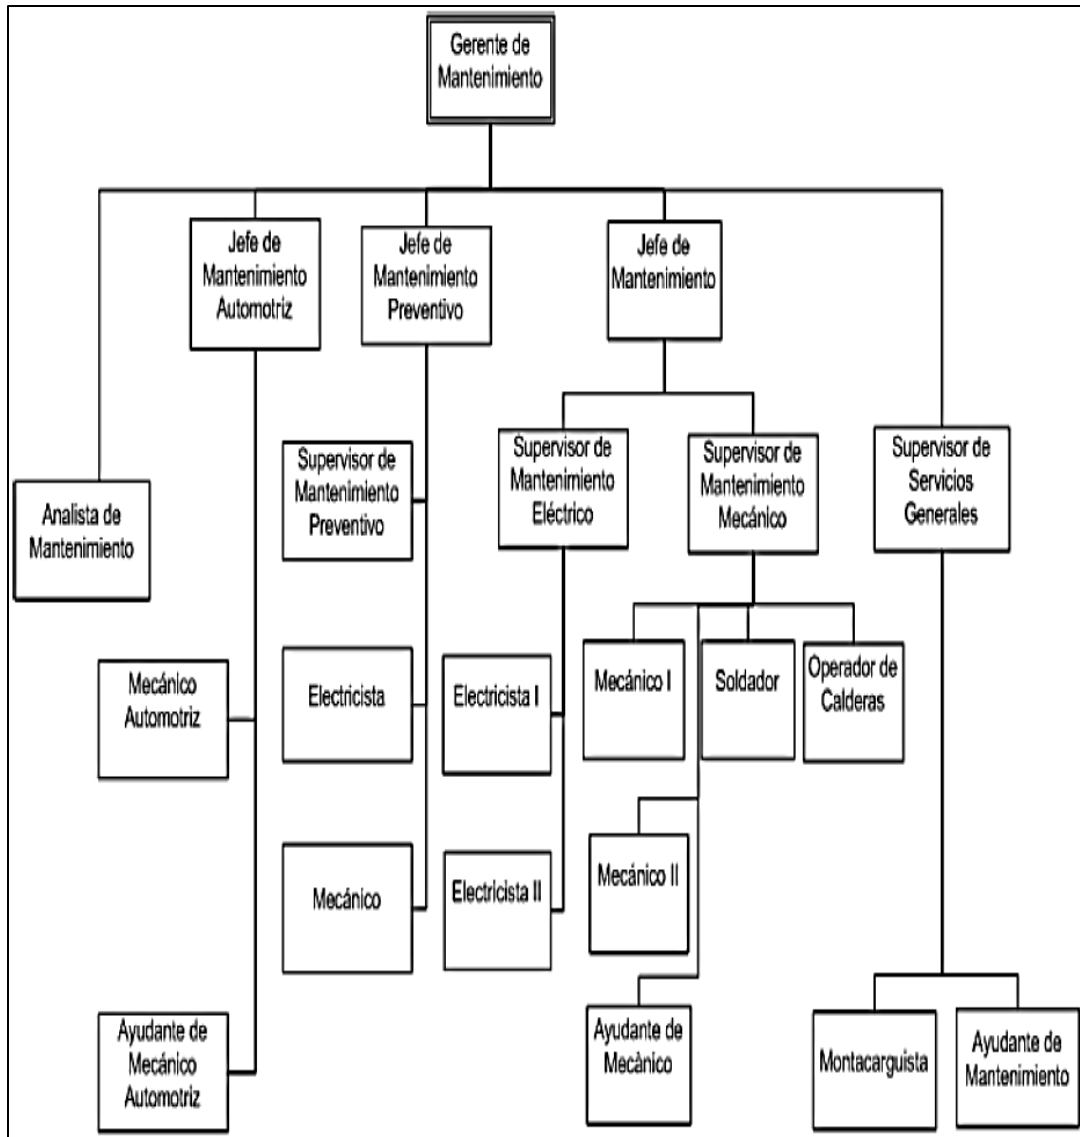 Gerente de
Mantenimiento
Jefe de
Mantenimiento
Automotriz
Jefe de
Mantenimiento
Preventivo
Jefe de
Mantenimiento
Analista de
Mantenimiento
Supervisor de
Mantenimiento
Preventivo
Supervisor de
Mantenimiento
Eléctrico
Supervisor de
Mantenimiento
Mecánico
Supervisor de
Servicios
Generales
Mecánico
Automotriz
Electricista
Electricista I
Mecánico I
Soldador
Operador de
Calderas
Mecánico
Electricista II
Mecánico II
Ayudante de
Mecánico
Automotriz
Ayudante de
Mecànico
Montacarguista
Ayudante de
Mantenimiento